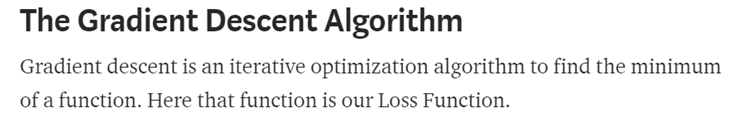 The Gradient Descent Algorithm
Gradient descent is an iterative optimization algorithm to find the minimum
of a function. Here that function is our Loss Function.